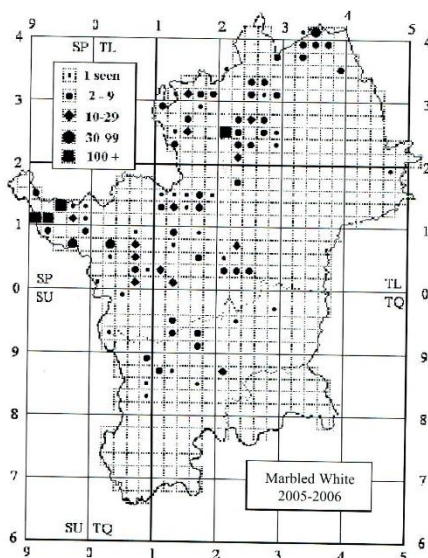 9 0 1 2 3 4 5
4 SP TL 4
1 seen
2 - 9
10-29
30-99
100 +
3 3
2 2
1 1
SP TL
0 0
SU TQ
9 9
8 8
7 7
Marbled White
2005-2006
6 SU TQ 6
9 0 1 2 3 4 5